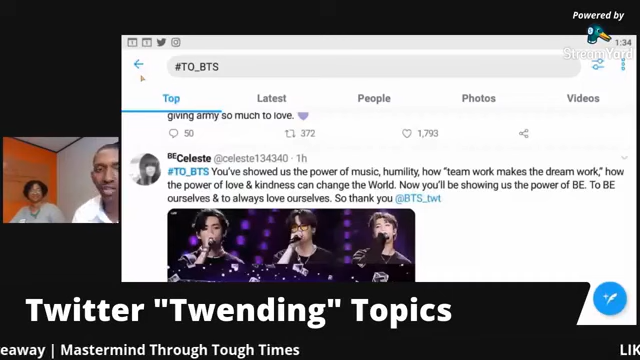 Powered by
StreamYard
1:34
#TO_BTS
Top
Latest
People
Photos
Videos
giving army so much to love. 💜
50
372
1,793
BECeleste @celeste134340 · 1h
#TO_BTS You've showed us the power of music, humility, how "team work makes the dream work," how
the power of love & kindness can change the World. Now you'll be showing us the power of BE. To BE
ourselves & to always love ourselves. So thank you @BTS_twt
Twitter "Twending" Topics
eaway | Mastermind Through Tough Times
LIK